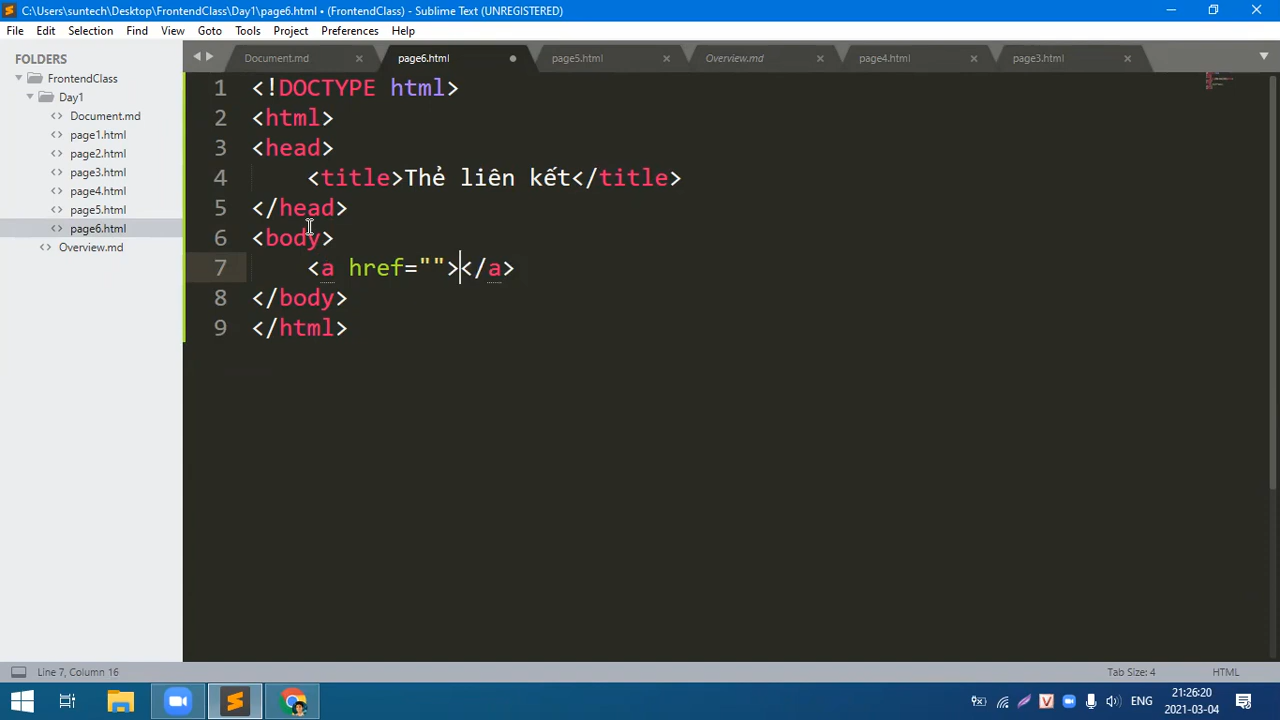 C:\Users\suntech\Desktop\FrontendClass\Day1\page6.html • (FrontendClass) - Sublime Text (UNREGISTERED)
File Edit Selection Find View Goto Tools Project Preferences Help
FOLDERS
FrontendClass
Day1
Document.md
page1.html
page2.html
page3.html
page4.html
page5.html
page6.html
Overview.md
Document.md page6.html page5.html Overview.md page4.html page3.html
1 <!DOCTYPE html>
2 <html>
3 <head>
4 <title>Thẻ liên kết</title>
5 </head>
6 <body>
7 <a href=""></a>
8 </body>
9 </html>
Line 7, Column 16
Tab Size: 4
HTML
ENG
21:26:20
2021-03-04